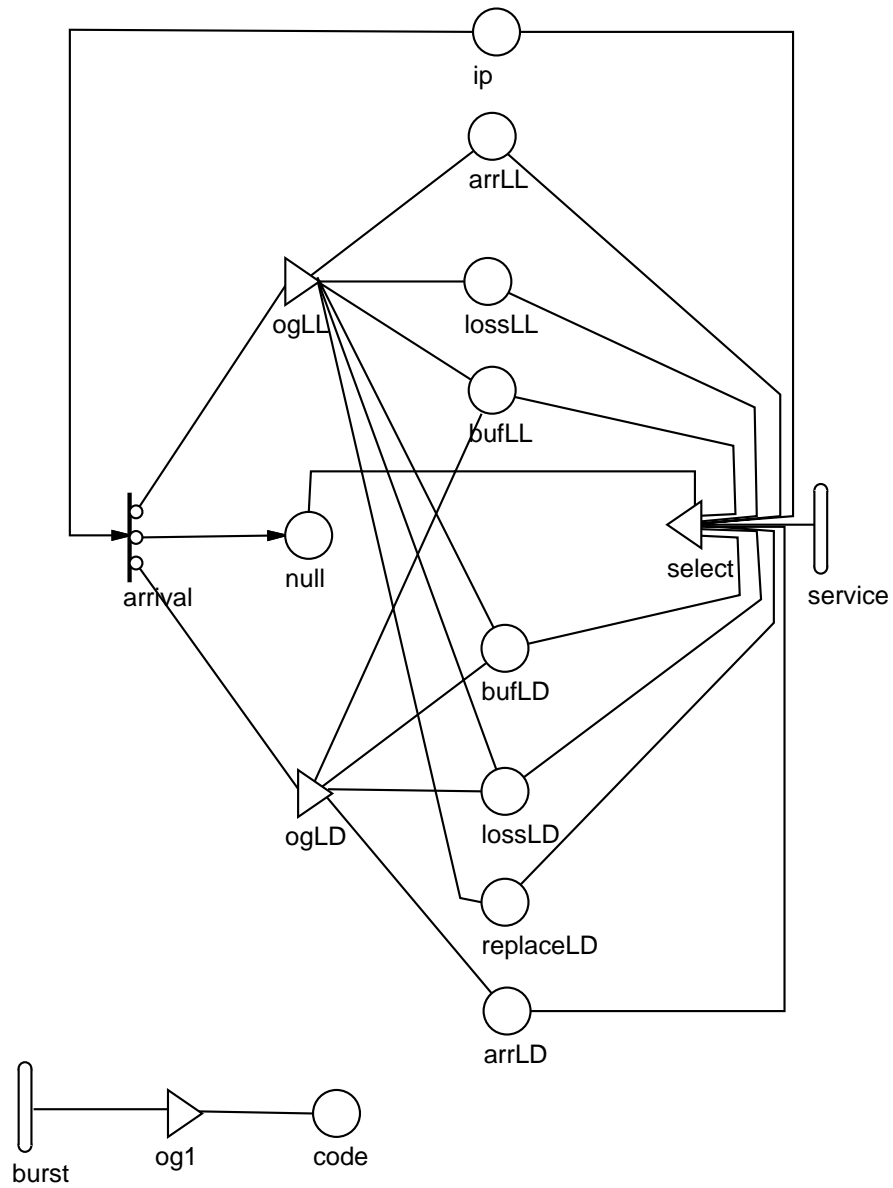 ip
arrLL
ogLL
lossLL
bufLL
null
select
arrival
service
bufLD
ogLD
lossLD
replaceLD
arrLD
burst
og1
code